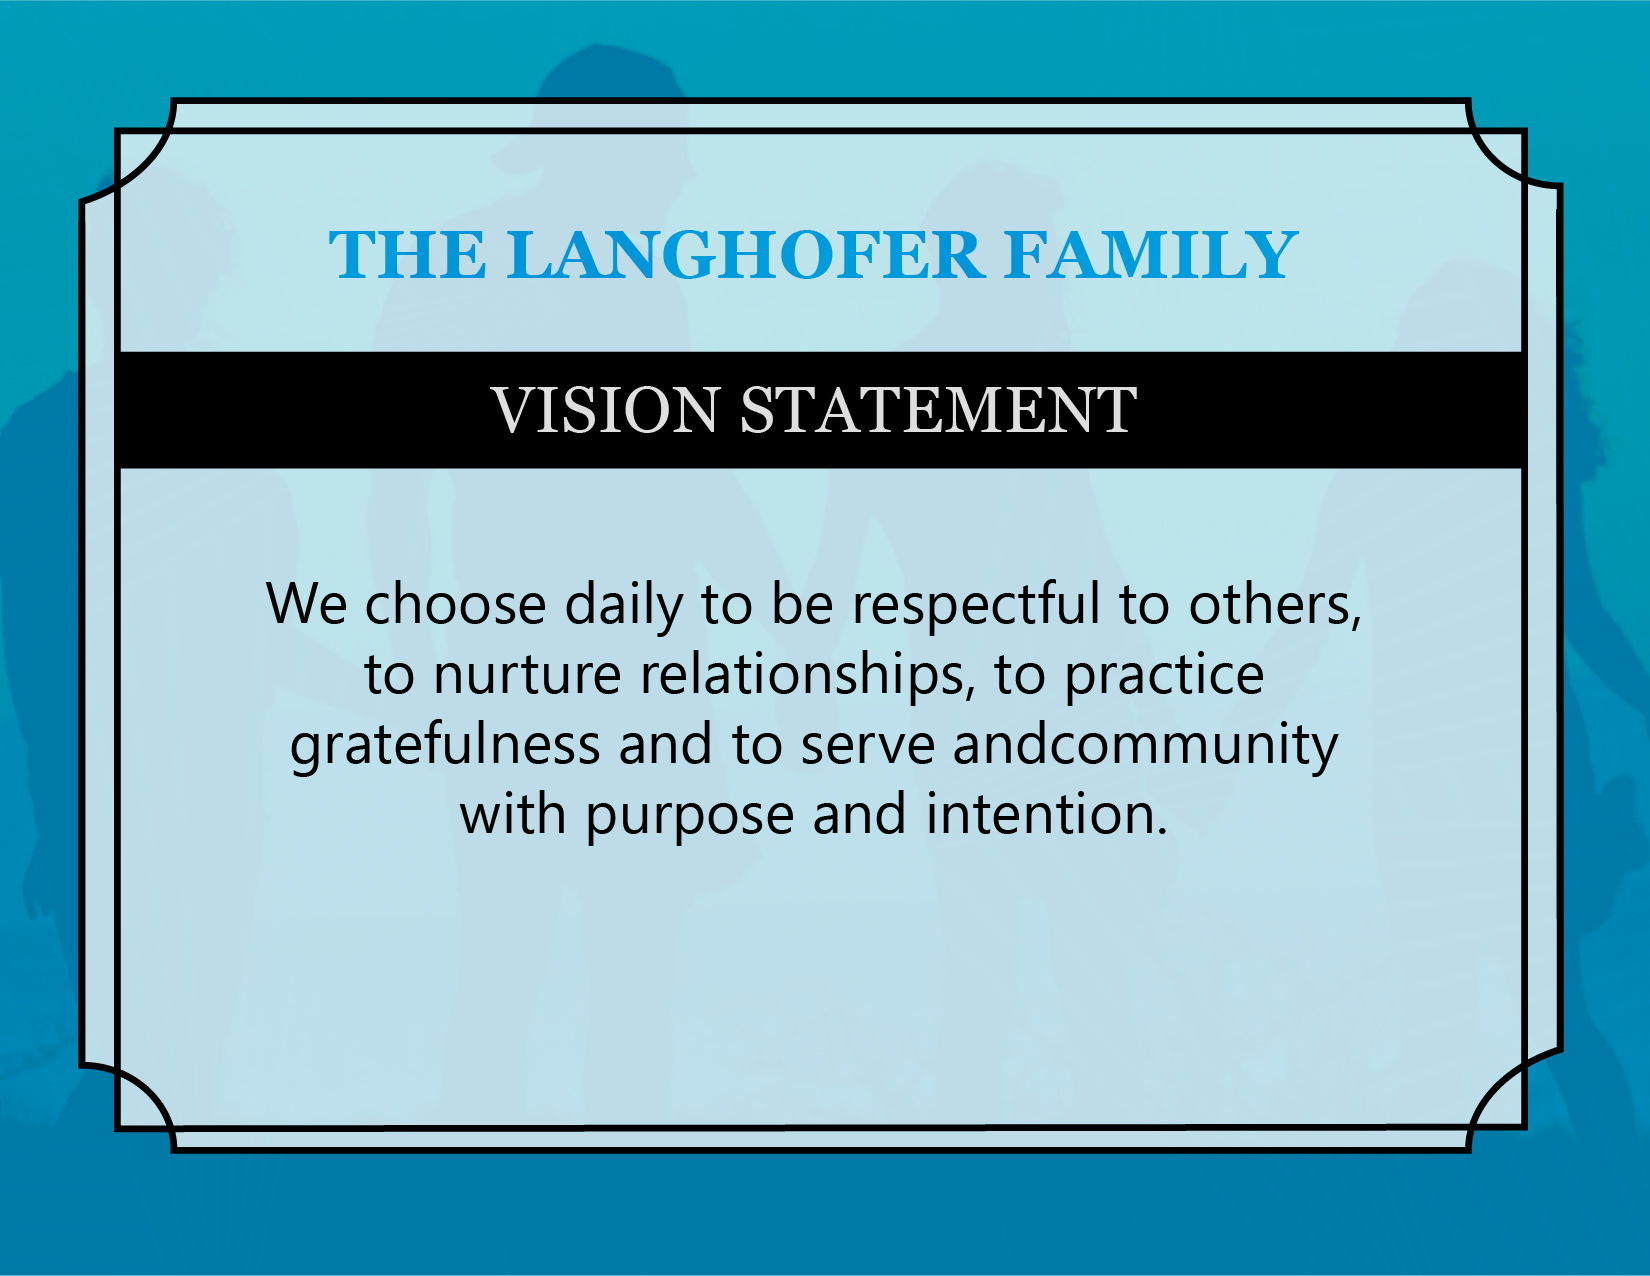 THE LANGHOFER FAMILY
VISION STATEMENT
We choose daily to be respectful to others,
to nurture relationships, to practice
gratefulness and to serve andcommunity
with purpose and intention.